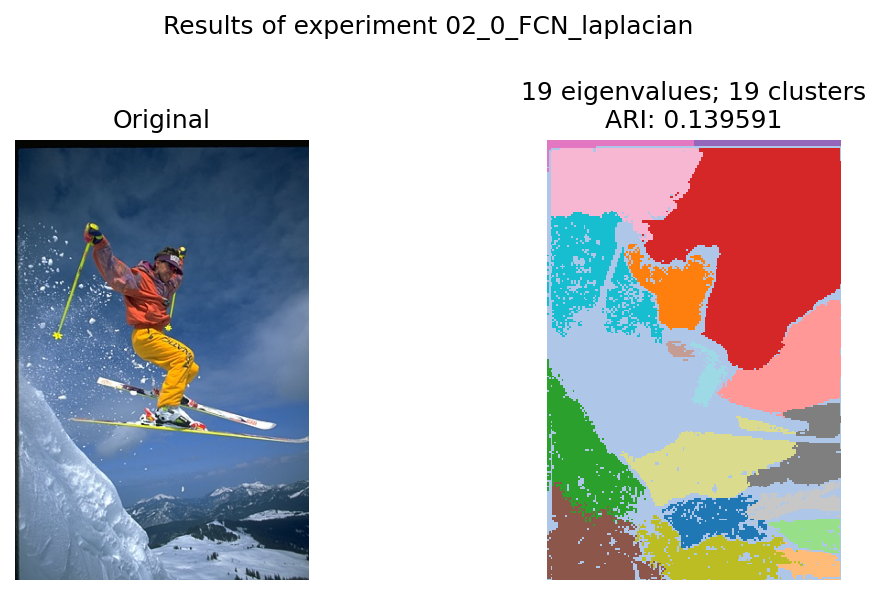 Results of experiment 02_0_FCN_laplacian
Original
19 eigenvalues; 19 clusters
ARI: 0.139591